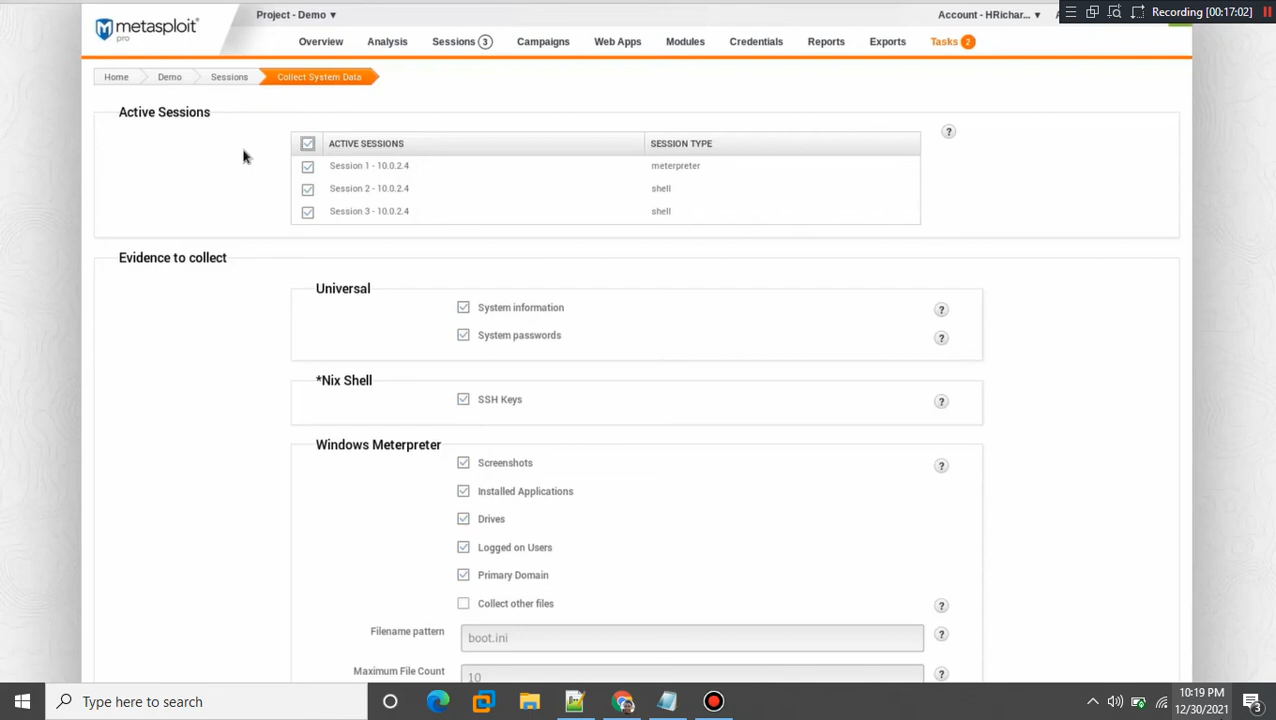 metasploit
pro
Project - Demo ▼
Account - HRichar... ▼
Recording [00:17:02]
Overview
Analysis
Sessions 3
Campaigns
Web Apps
Modules
Credentials
Reports
Exports
Tasks 2
Home
Demo
Sessions
Collect System Data
Active Sessions
ACTIVE SESSIONS SESSION TYPE
Session 1 - 10.0.2.4 meterpreter
Session 2 - 10.0.2.4 shell
Session 3 - 10.0.2.4 shell
?
Evidence to collect
Universal
System information ?
System passwords ?
*Nix Shell
SSH Keys ?
Windows Meterpreter
Screenshots ?
Installed Applications
Drives
Logged on Users
Primary Domain
Collect other files ?
Filename pattern boot.ini ?
Maximum File Count 10 ?
Type here to search
10:19 PM
12/30/2021
3